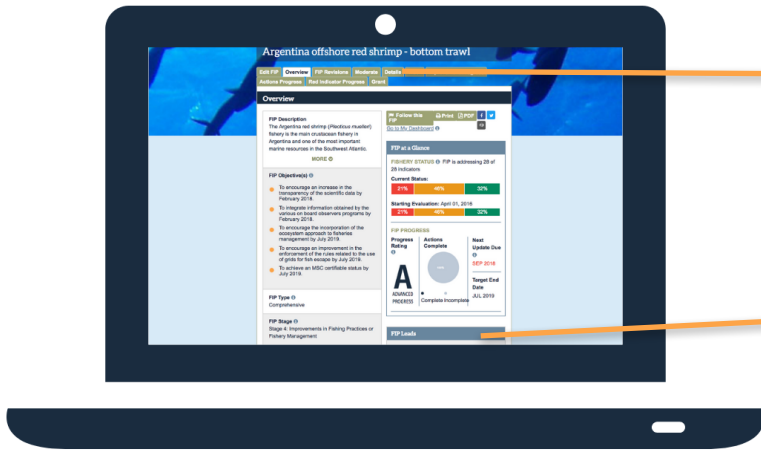 Argentina offshore red shrimp - bottom trawl
Edit FIP Overview FIP Revisions Moderate Details
Actions Progress Red Indicator Progress Grant
Overview
FIP Description
The Argentina red shrimp (Pleoticus muelleri)
fishery is the main crustacean fishery in
Argentina and one of the most important
marine resources in the Southwest Atlantic.
MORE
FIP Objective(s)
To encourage an increase in the
transparency of the scientific data by
February 2018.
To integrate information obtained by the
various on board observers programs by
February 2018.
To encourage the incorporation of the
ecosystem approach to fisheries
management by July 2019.
To encourage an improvement in the
enforcement of the rules related to the use
of grids for fish escape by July 2019.
To achieve an MSC certifiable status by
July 2019.
FIP Type
Comprehensive
FIP Stage
Stage 4: Improvements in Fishing Practices or
Fishery Management
Follow this
FIP
Print PDF
Go to My Dashboard
FIP at a Glance
FISHERY STATUS FIP is addressing 28 of
28 indicators
Current Status:
21% 46% 32%
Starting Evaluation: April 01, 2016
21% 46% 32%
FIP PROGRESS
Progress
Rating
A
ADVANCED
PROGRESS
Actions
Complete
Complete Incomplete
Next
Update Due
SEP 2018
Target End
Date
JUL 2019
FIP Leads